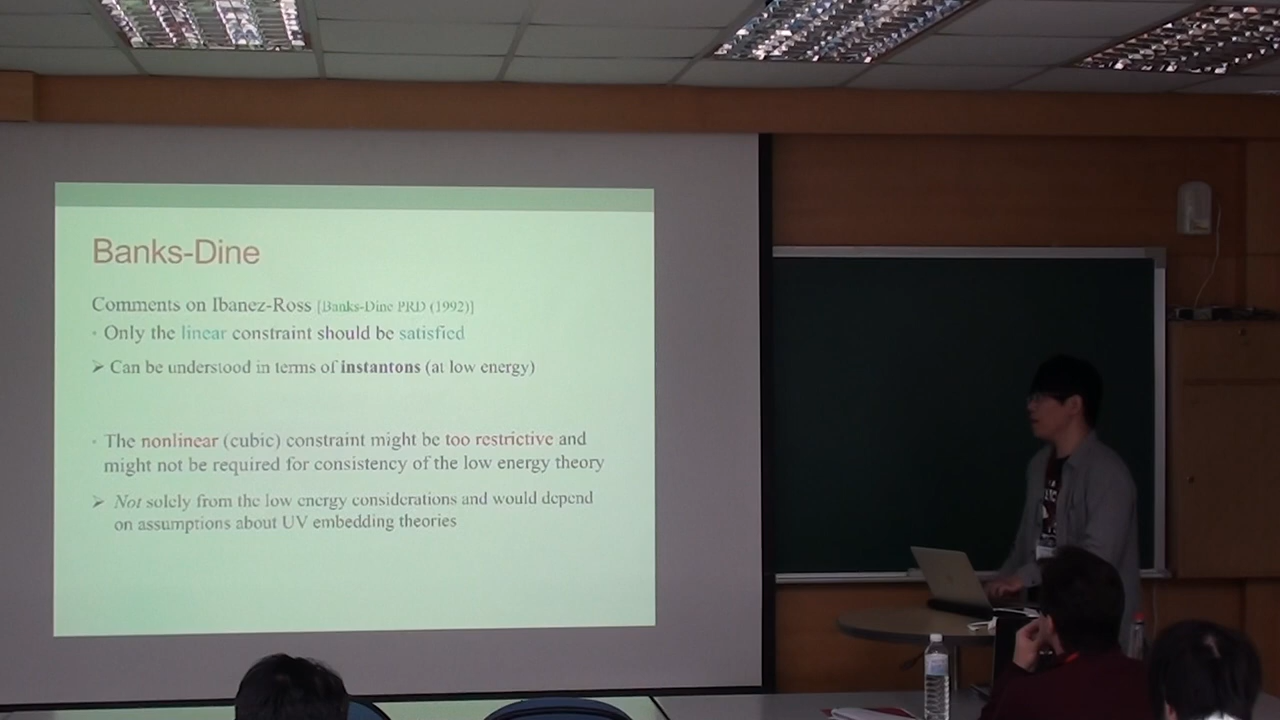 Banks-Dine
Comments on Ibanez-Ross [Banks-Dine PRD (1992)]
• Only the linear constraint should be satisfied
➢ Can be understood in terms of instantons (at low energy)
• The nonlinear (cubic) constraint might be too restrictive and
might not be required for consistency of the low energy theory
➢ Not solely from the low energy considerations and would depend
on assumptions about UV embedding theories